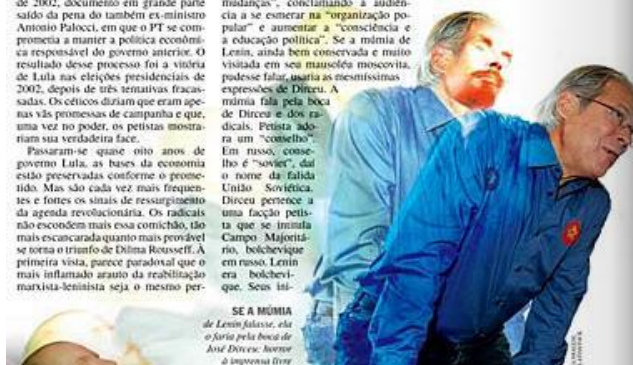 de 2002, documento em grande parte
saído da pena do também ex-ministro
Antonio Palocci, em que o PT se com-
prometia a manter a política econômi-
ca responsável do governo anterior. O
resultado desse processo foi a vitória
de Lula nas eleições presidenciais de
2002, depois de três tentativas fracas-
sadas. Os céticos diziam que eram ape-
nas vãs promessas de campanha e que,
uma vez no poder, os petistas mostra-
riam sua verdadeira face.
Passaram-se quase oito anos de
governo Lula, as bases da economia
estão preservadas conforme o prome-
tido. Mas são cada vez mais frequen-
tes e fortes os sinais de ressurgimento
da agenda revolucionária. Os radicais
não escondem mais essa comichão, tão
mais escancarada quanto mais provável
se torna o triunfo de Dilma Rousseff. À
primeira vista, parece paradoxal que o
mais inflamado arauto da reabilitação
marxista-leninista seja o mesmo per-
mudanças", conclamando a audiên-
cia a se esmerar na "organização po-
pular" e aumentar a "consciência e
a educação política". Se a múmia de
Lenin, ainda bem conservada e muito
visitada em seu mausoléu moscovita,
pudesse falar, usaria as mesmíssimas
expressões de Dirceu. A
múmia fala pela boca
de Dirceu e dos ra-
dicais. Petista ado-
ra um "conselho".
Em russo, conse-
lho é "soviet", daí
o nome da falida
União Soviética.
Dirceu pertence a
uma facção petis-
ta que se intitula
Campo Majoritá-
rio, bolchevique
em russo. Lenin
era bolchevi-
que. Seus ini-
SE A MÚMIA
de Lenin falasse, ela
o faria pela boca de
José Dirceu: horror
à imprensa livre